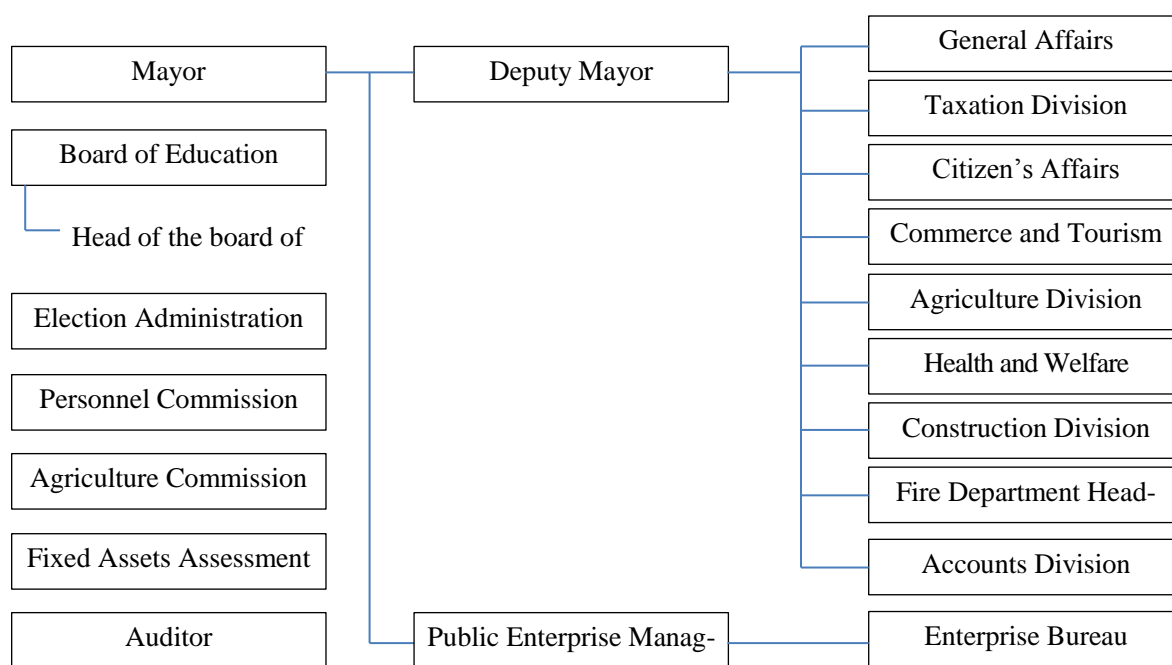 Mayor
Board of Education
Head of the board of
Election Administration
Personnel Commission
Agriculture Commission
Fixed Assets Assessment
Auditor
Deputy Mayor
Public Enterprise Manag-
General Affairs
Taxation Division
Citizen’s Affairs
Commerce and Tourism
Agriculture Division
Health and Welfare
Construction Division
Fire Department Head-
Accounts Division
Enterprise Bureau